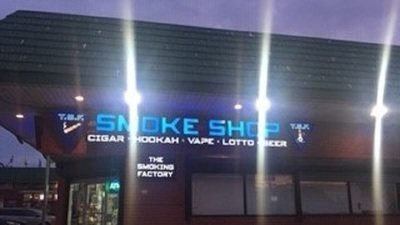 T.S.F. SMOKE SHOP T.S.F.
CIGAR · HOOKAH · VAPE · LOTTO · BEER
THE
SMOKING
FACTORY